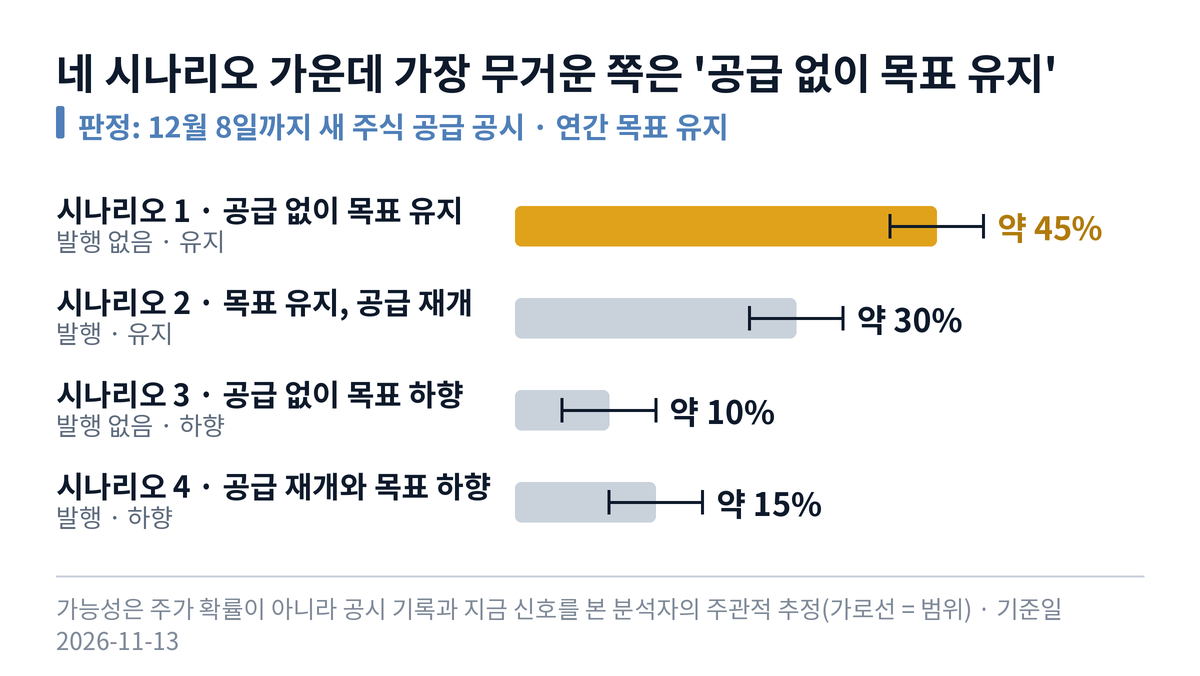 네 시나리오 가운데 가장 무거운 쪽은 '공급 없이 목표 유지'
판정: 12월 8일까지 새 주식 공급 공시 · 연간 목표 유지
시나리오 1 · 공급 없이 목표 유지
발행 없음 · 유지
약 45%
시나리오 2 · 목표 유지, 공급 재개
발행 · 유지
약 30%
시나리오 3 · 공급 없이 목표 하향
발행 없음 · 하향
약 10%
시나리오 4 · 공급 재개와 목표 하향
발행 · 하향
약 15%
가능성은 주가 확률이 아니라 공시 기록과 지금 신호를 본 분석자의 주관적 추정(가로선 = 범위) · 기준일
2026-11-13